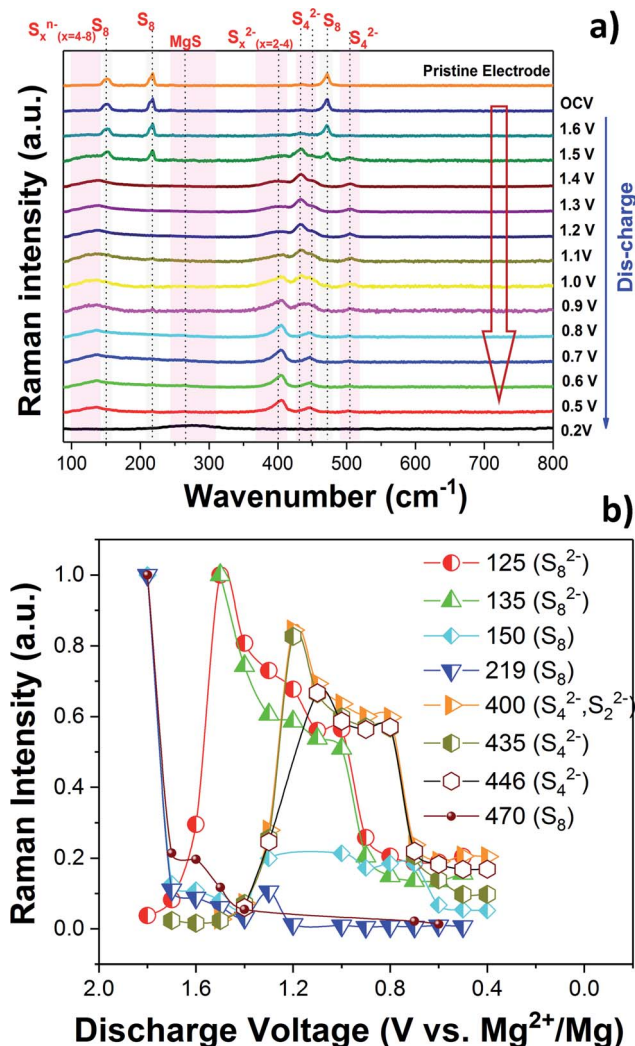 a)
Sₓⁿ⁻(x=4-8) S₈ S₈ MgS Sₓ²⁻(x=2-4) S₄²⁻ S₈ S₄²⁻
Pristine Electrode
OCV
1.6 V
1.5 V
1.4 V
1.3 V
1.2 V
1.1V
1.0 V
0.9 V
0.8 V
0.7 V
0.6 V
0.5 V
0.2V
Dis-charge
Raman intensity (a.u.)
100 200 300 400 500 600 700 800
Wavenumber (cm⁻¹)
b)
125 (S₈²⁻)
135 (S₈²⁻)
150 (S₈)
219 (S₈)
400 (S₄²⁻,S₂²⁻)
435 (S₄²⁻)
446 (S₄²⁻)
470 (S₈)
1.0
0.8
0.6
0.4
0.2
0.0
Raman Intensity (a.u.)
2.0 1.6 1.2 0.8 0.4 0.0
Discharge Voltage (V vs. Mg²⁺/Mg)